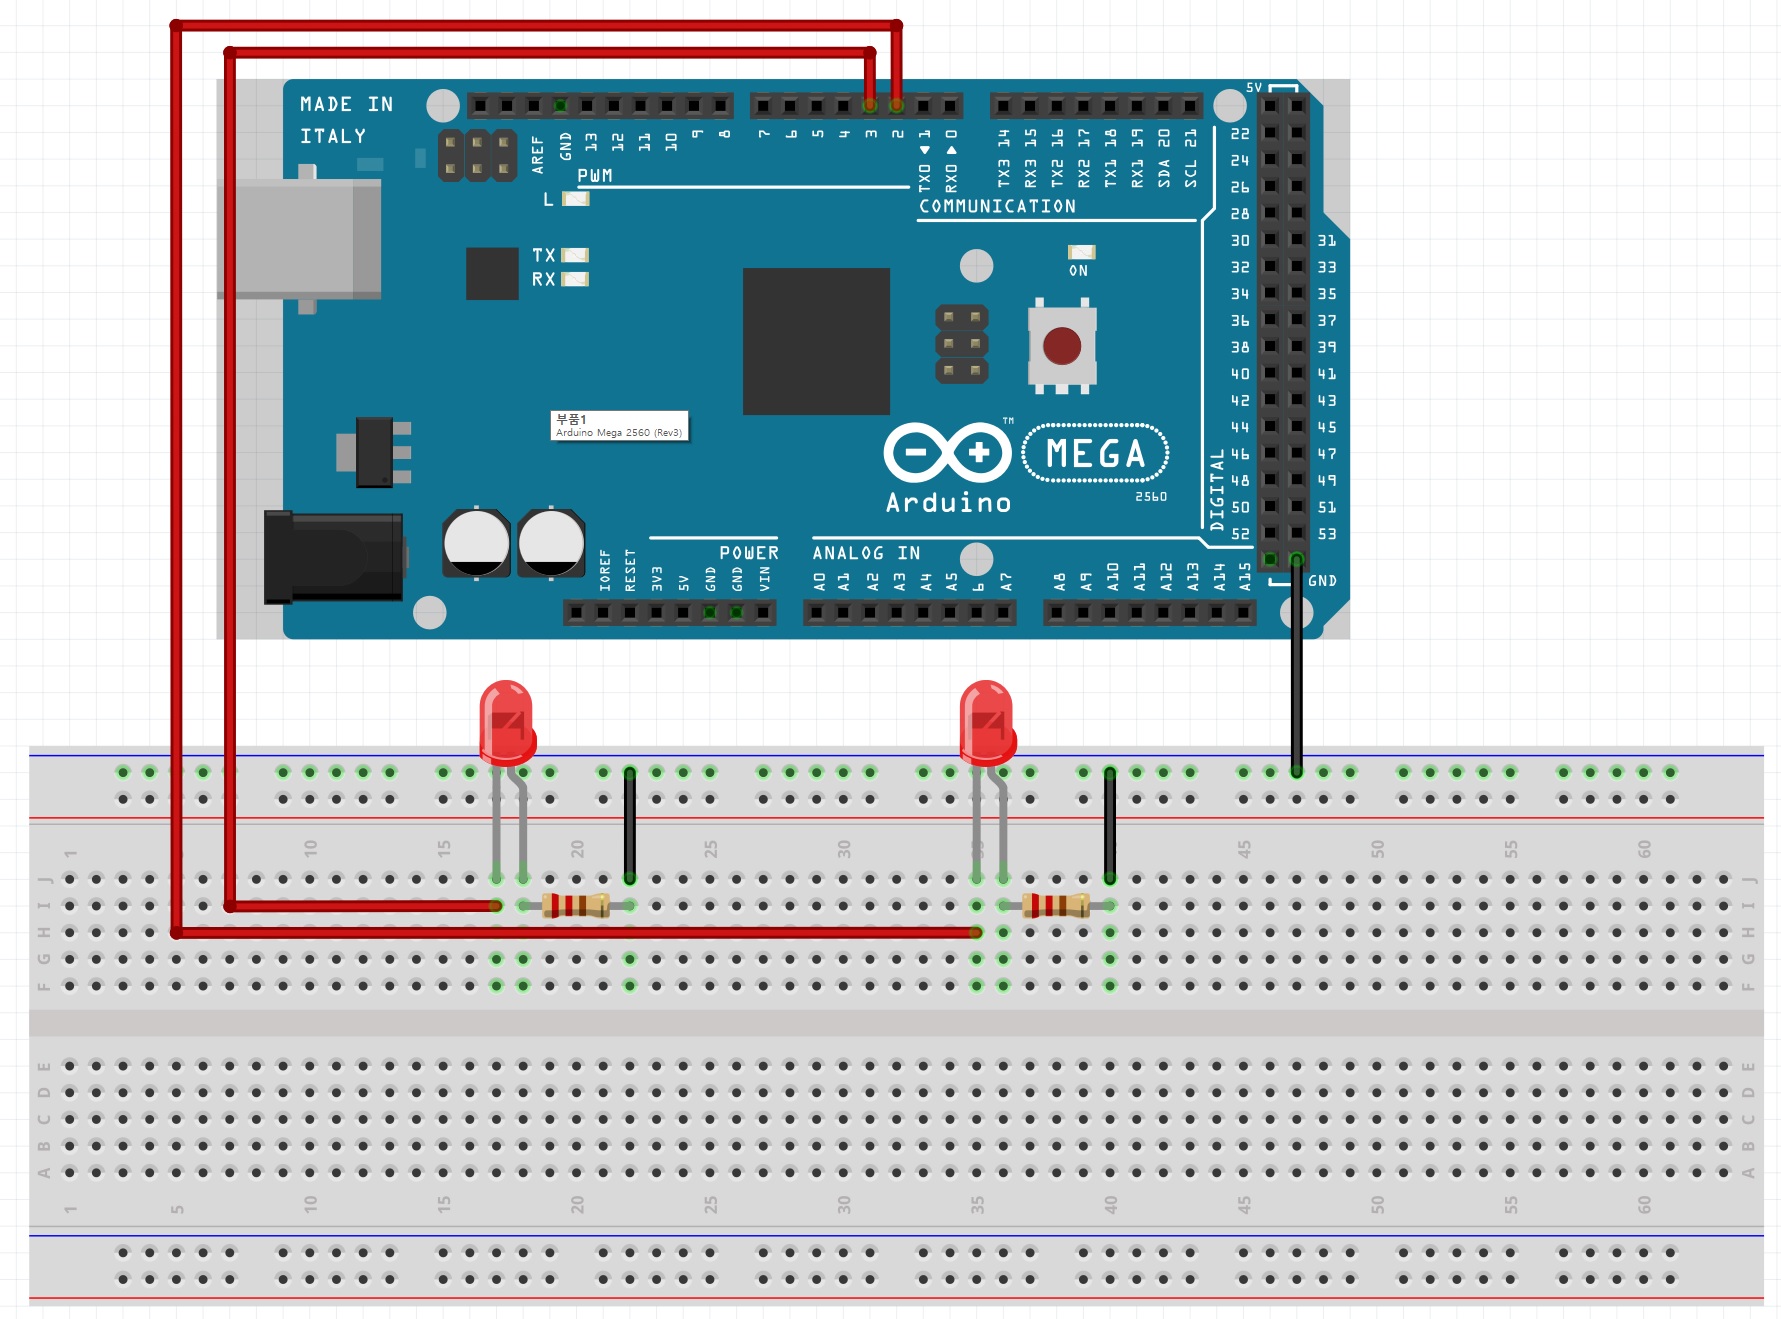 MADE IN
ITALY
AREF
GND
13
12
11
10
9
8
7
6
5
4
3
2
TX0 ◀ 1
RX0 ▶ 0
TX3 14
RX3 15
TX2 16
RX2 17
TX1 18
RX1 19
SDA 20
SCL 21
5V
PWM
COMMUNICATION
L
TX
RX
ON
22
24
26
28
30 31
32 33
34 35
36 37
38 39
40 41
42 43
44 45
46 47
48 49
50 51
52 53
GND
DIGITAL
부품1
Arduino Mega 2560 (Rev3)
TM
MEGA
Arduino
2560
POWER
ANALOG IN
IOREF
RESET
3V3
5V
GND
GND
VIN
A0
A1
A2
A3
A4
A5
6
A7
A8
A9
A10
A11
A12
A13
A14
A15
1 10 15 20 25 30 35 45 50 55 60
J J
I I
H H
G G
F F
E E
D D
C C
B B
A A
1 5 10 15 20 25 30 35 40 45 50 55 60